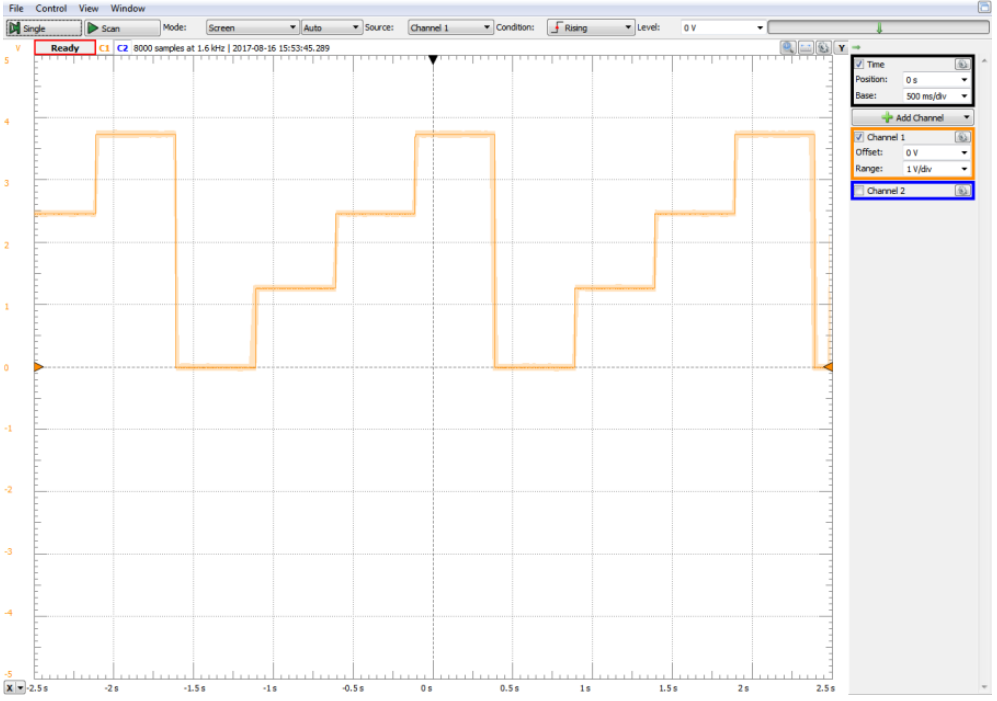 File Control View Window
Single Scan Mode: Screen Auto Source: Channel 1 Condition: Rising Level: 0 V
V Ready C1 C2 8000 samples at 1.6 kHz | 2017-08-16 15:53:45.289 Y
Time
Position: 0 s
Base: 500 ms/div
Add Channel
Channel 1
Offset: 0 V
Range: 1 V/div
Channel 2
5
4
3
2
1
0
-1
-2
-3
-4
-5
X -2.5 s -2 s -1.5 s -1 s -0.5 s 0 s 0.5 s 1 s 1.5 s 2 s 2.5 s